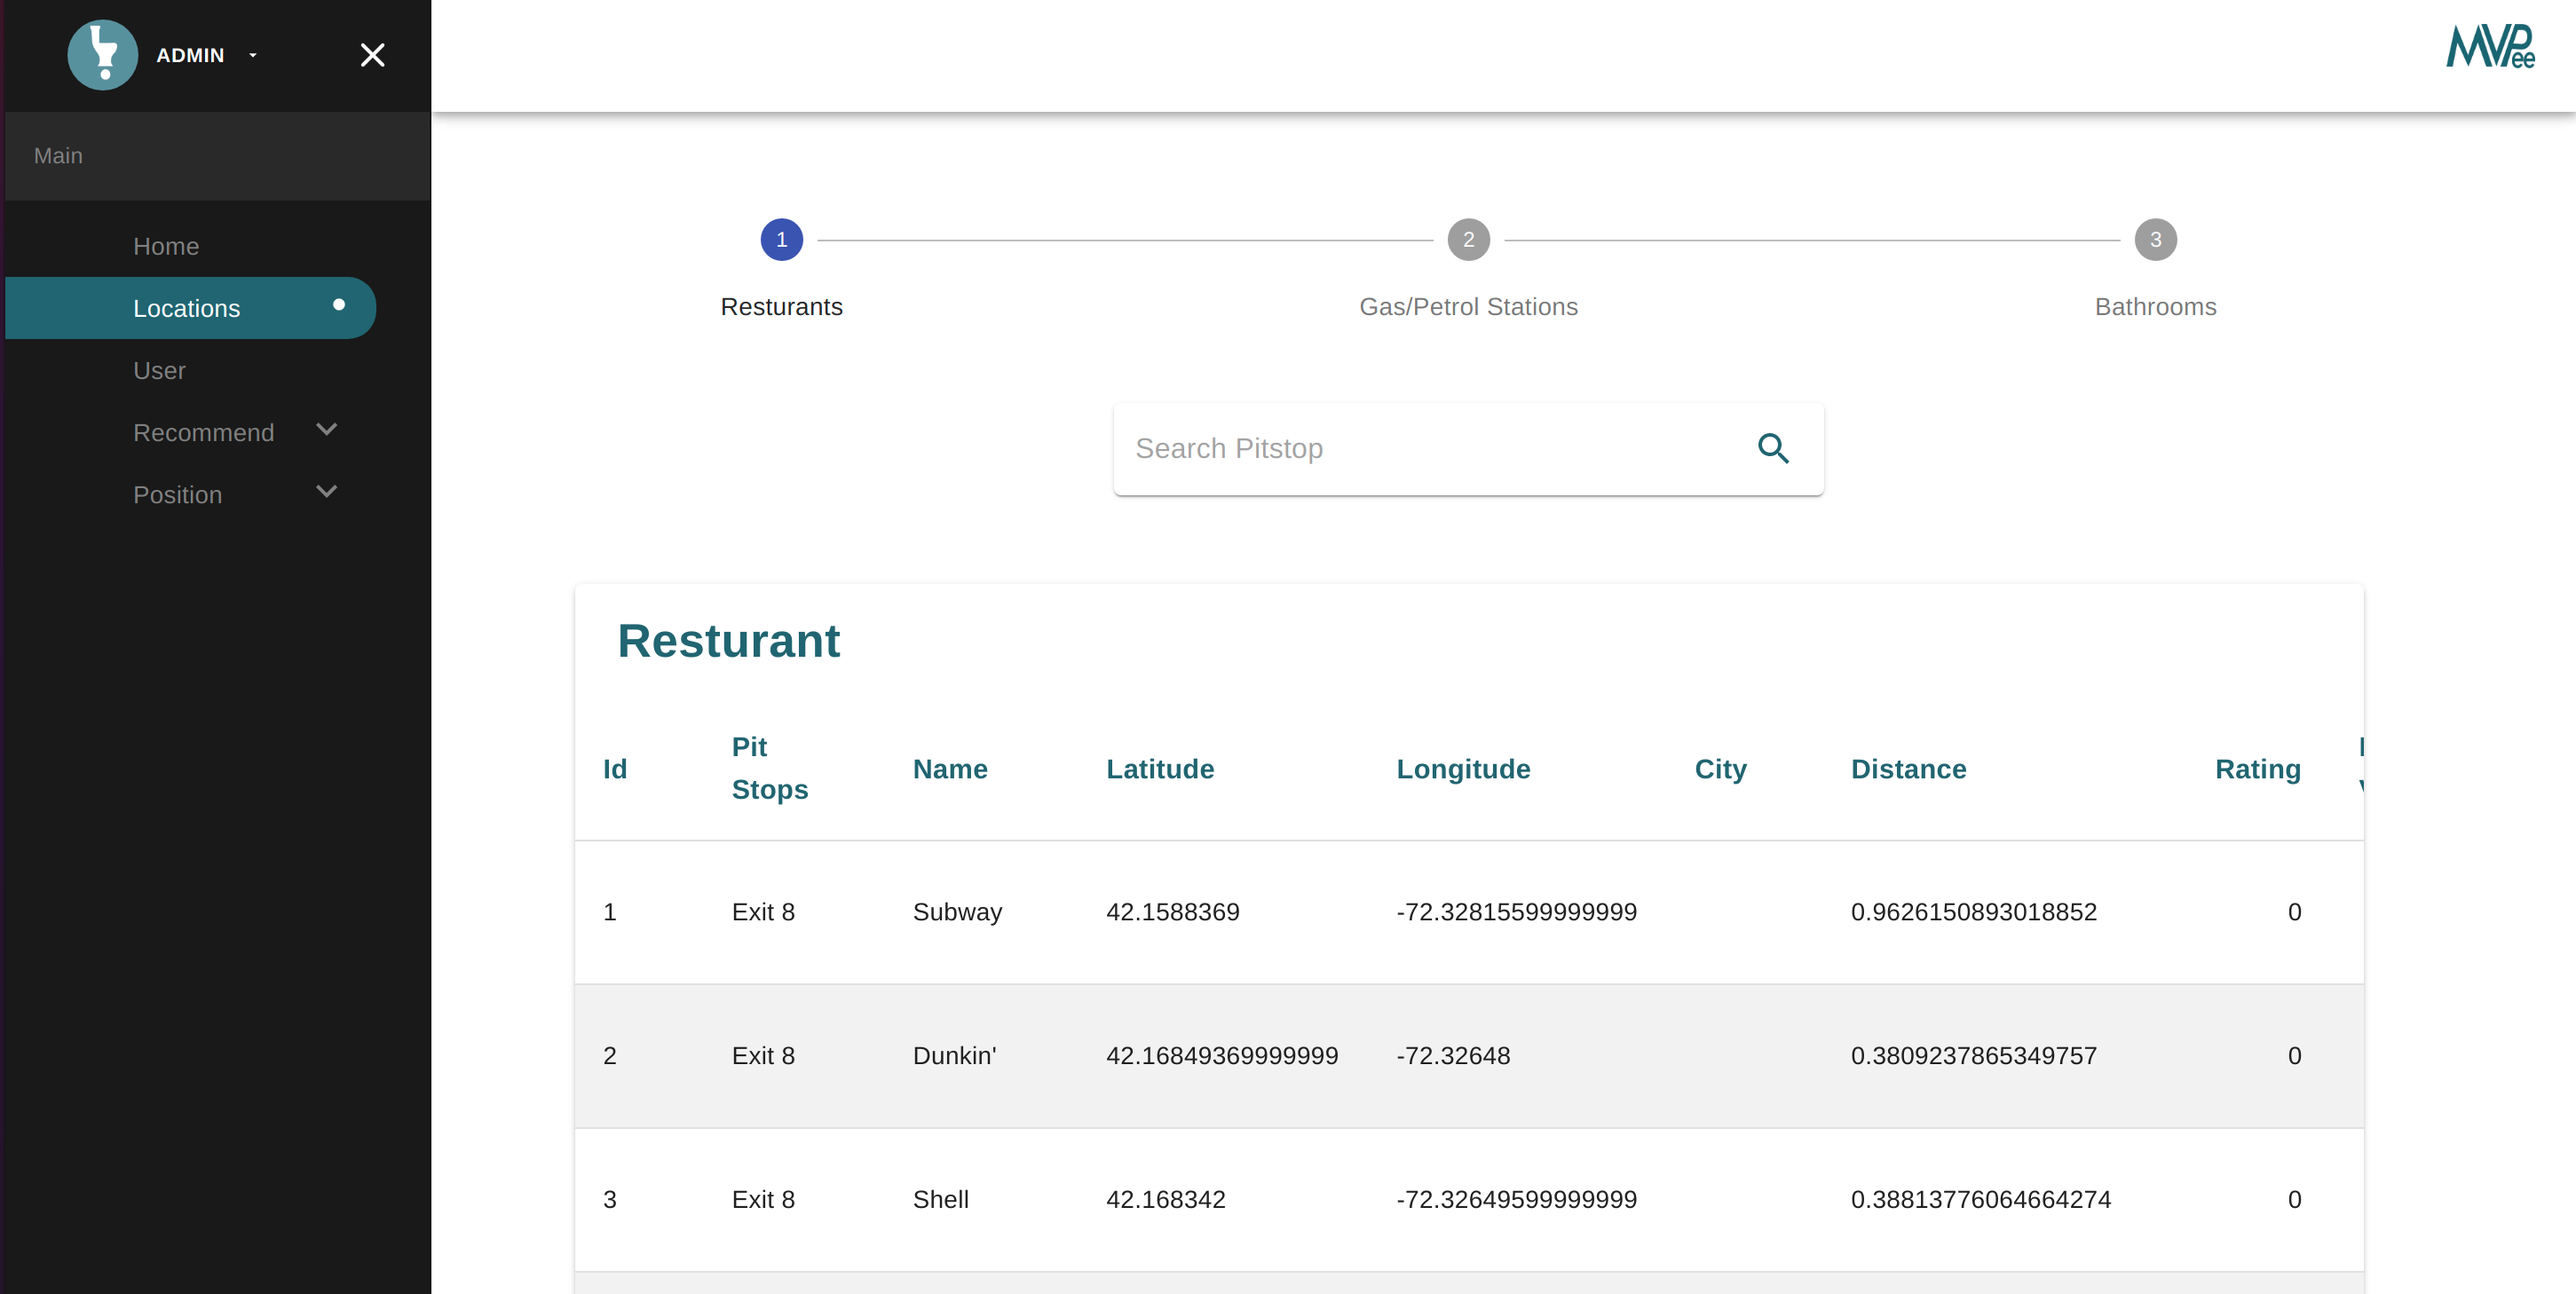 ADMIN
MVPee
Main
Home
Locations
User
Recommend
Position
1
2
3
Resturants
Gas/Petrol Stations
Bathrooms
Search Pitstop
Resturant
Id Pit Stops Name Latitude Longitude City Distance Rating
1 Exit 8 Subway 42.1588369 -72.32815599999999 0.9626150893018852 0
2 Exit 8 Dunkin' 42.16849369999999 -72.32648 0.3809237865349757 0
3 Exit 8 Shell 42.168342 -72.32649599999999 0.38813776064664274 0